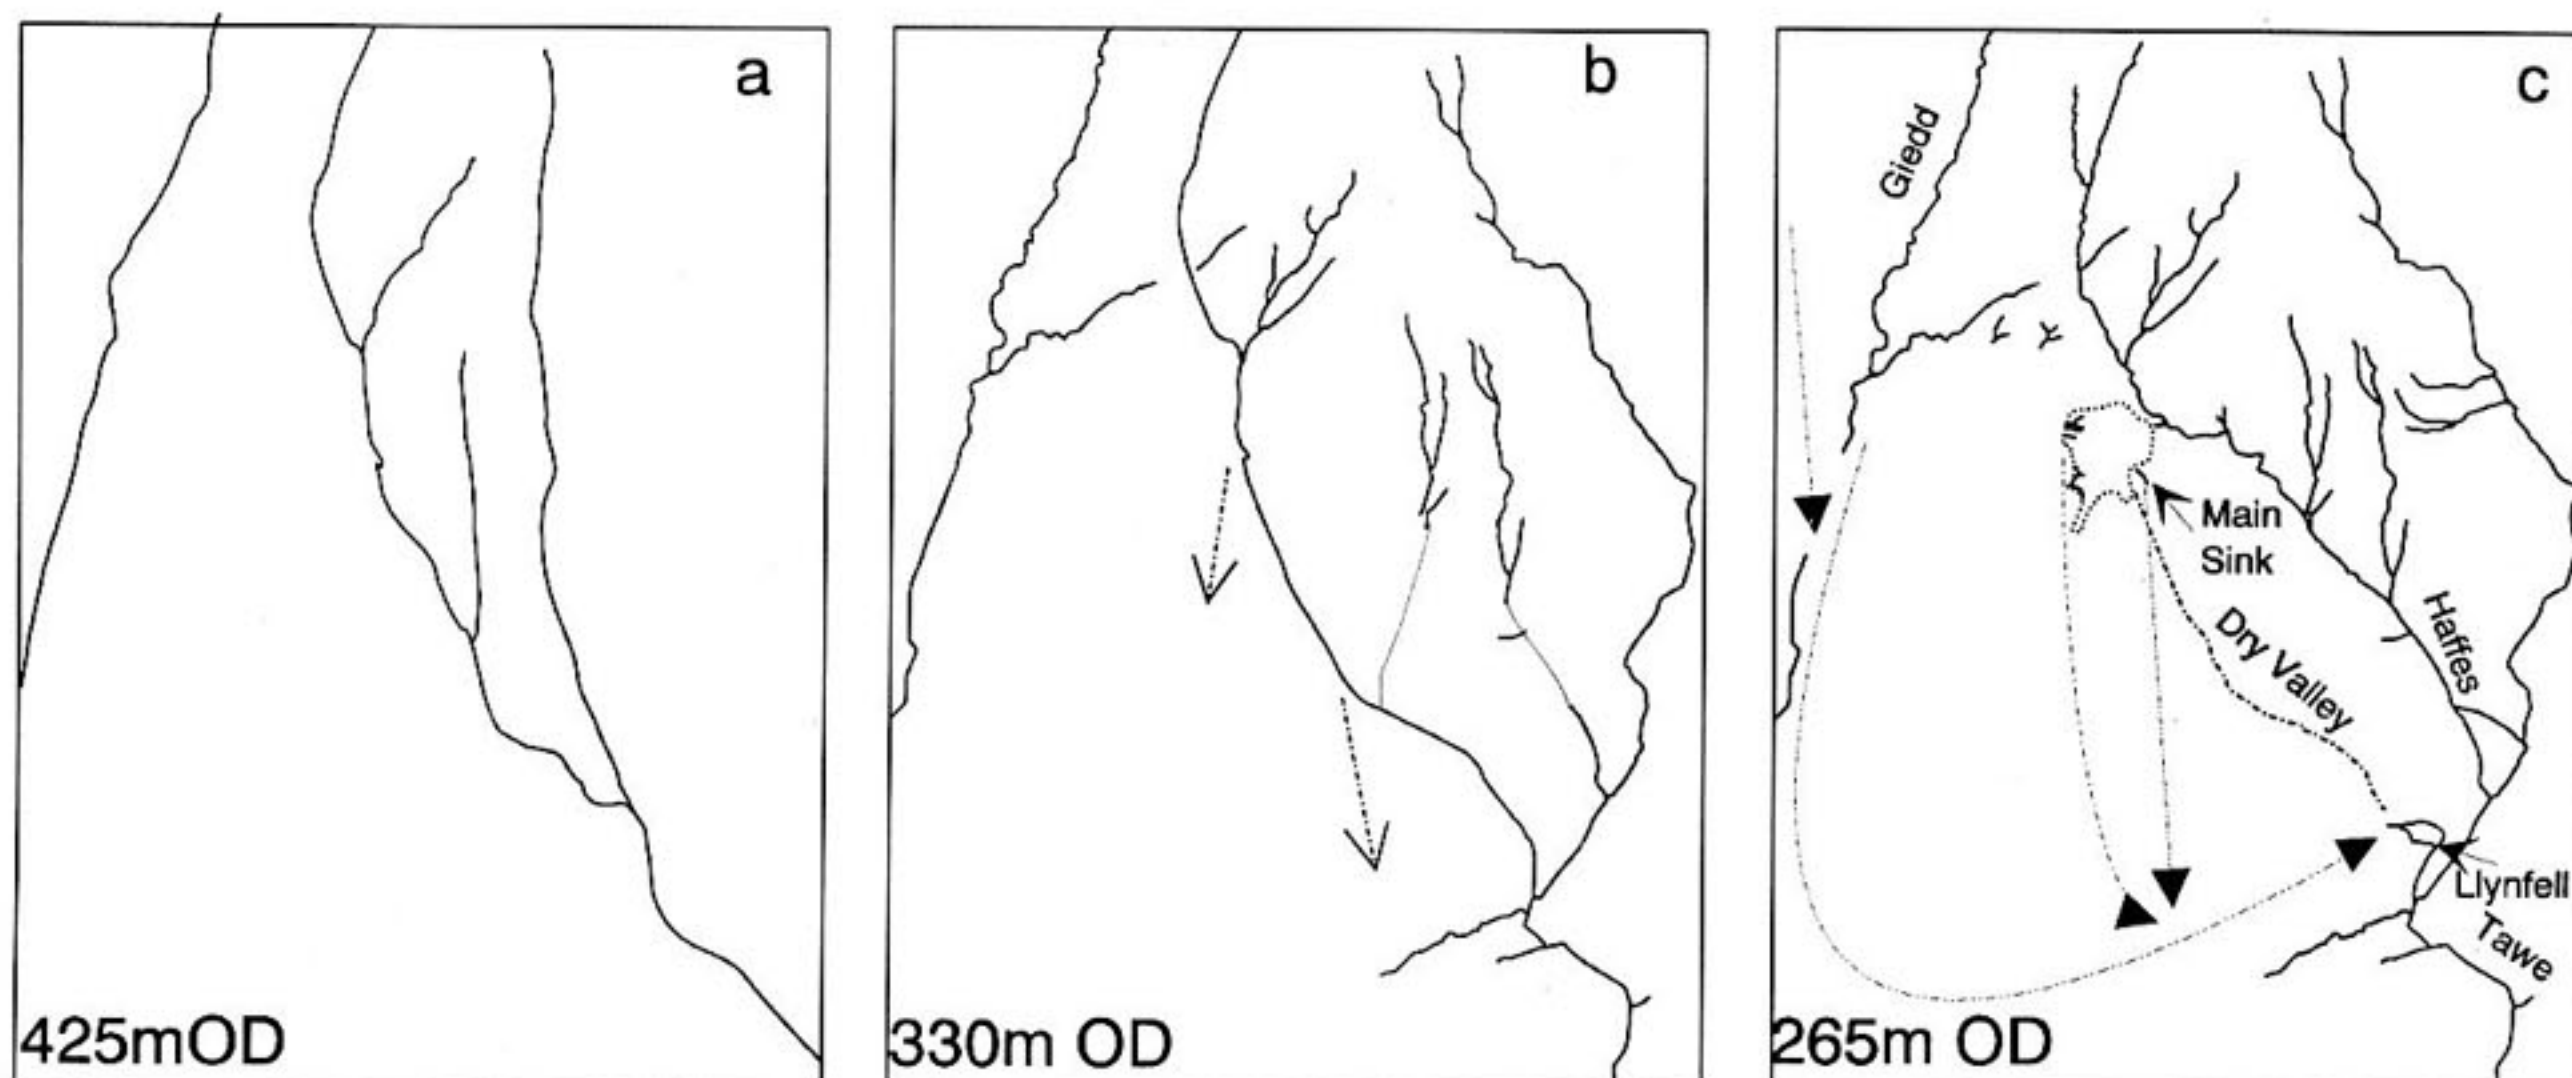 a
425mOD
b
330m OD
c
Giedd
Main
Sink
Dry Valley
Haffes
Llynfell
Tawe
265m OD